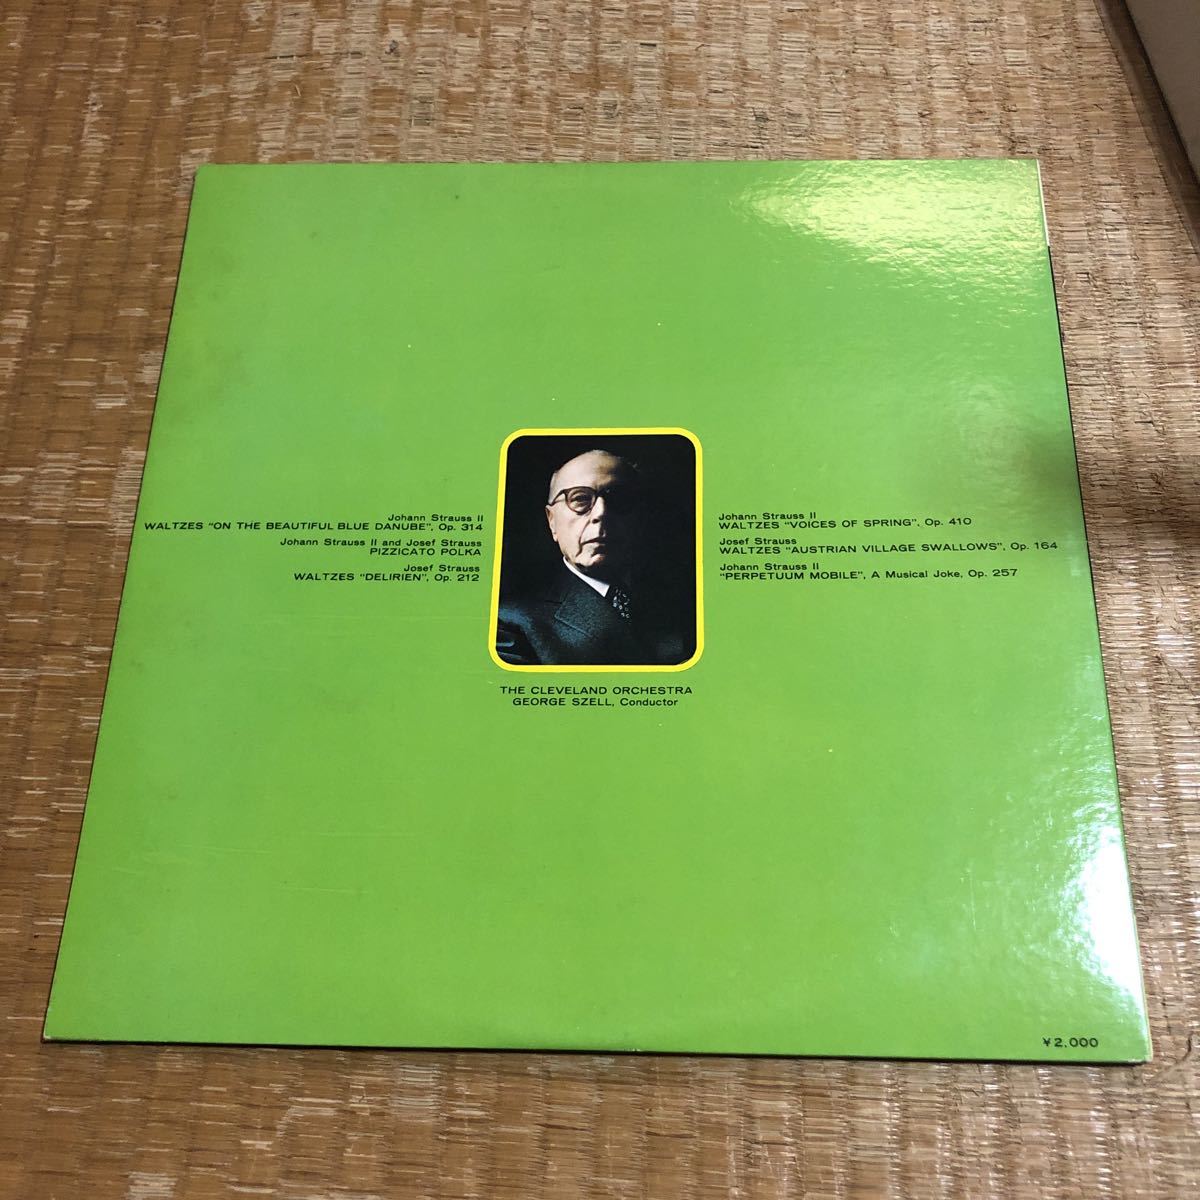 Johann Strauss II
WALTZES "ON THE BEAUTIFUL BLUE DANUBE", Op. 314
Johann Strauss II and Josef Strauss
PIZZICATO POLKA
Josef Strauss
WALTZES "DELIRIEN", Op. 212
Johann Strauss II
WALTZES "VOICES OF SPRING", Op. 410
Josef Strauss
WALTZES "AUSTRIAN VILLAGE SWALLOWS", Op. 164
Johann Strauss II
"PERPETUUM MOBILE", A Musical Joke, Op. 257
THE CLEVELAND ORCHESTRA
GEORGE SZELL, Conductor
¥2,000